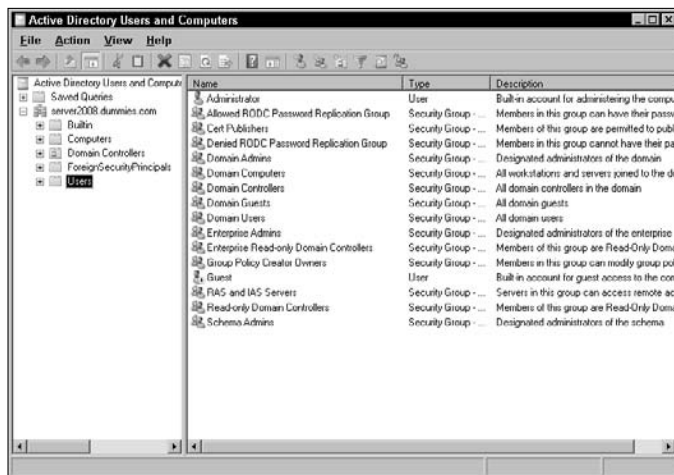 Active Directory Users and Computers
File Action View Help
Active Directory Users and Compute
Saved Queries
server2008.dummies.com
Builtin
Computers
Domain Controllers
ForeignSecurityPrincipals
Users
Name Type Description
Administrator User Built-in account for administering the compu
Allowed RODC Password Replication Group Security Group - ... Members in this group can have their passw
Cert Publishers Security Group - ... Members of this group are permitted to publ
Denied RODC Password Replication Group Security Group - ... Members in this group cannot have their pa
Domain Admins Security Group - ... Designated administrators of the domain
Domain Computers Security Group - ... All workstations and servers joined to the do
Domain Controllers Security Group - ... All domain controllers in the domain
Domain Guests Security Group - ... All domain guests
Domain Users Security Group - ... All domain users
Enterprise Admins Security Group - ... Designated administrators of the enterprise
Enterprise Read-only Domain Controllers Security Group - ... Members of this group are Read-Only Doma
Group Policy Creator Owners Security Group - ... Members in this group can modify group pol
Guest User Built-in account for guest access to the con
RAS and IAS Servers Security Group - ... Servers in this group can access remote ac
Read-only Domain Controllers Security Group - ... Members of this group are Read-Only Doma
Schema Admins Security Group - ... Designated administrators of the schema